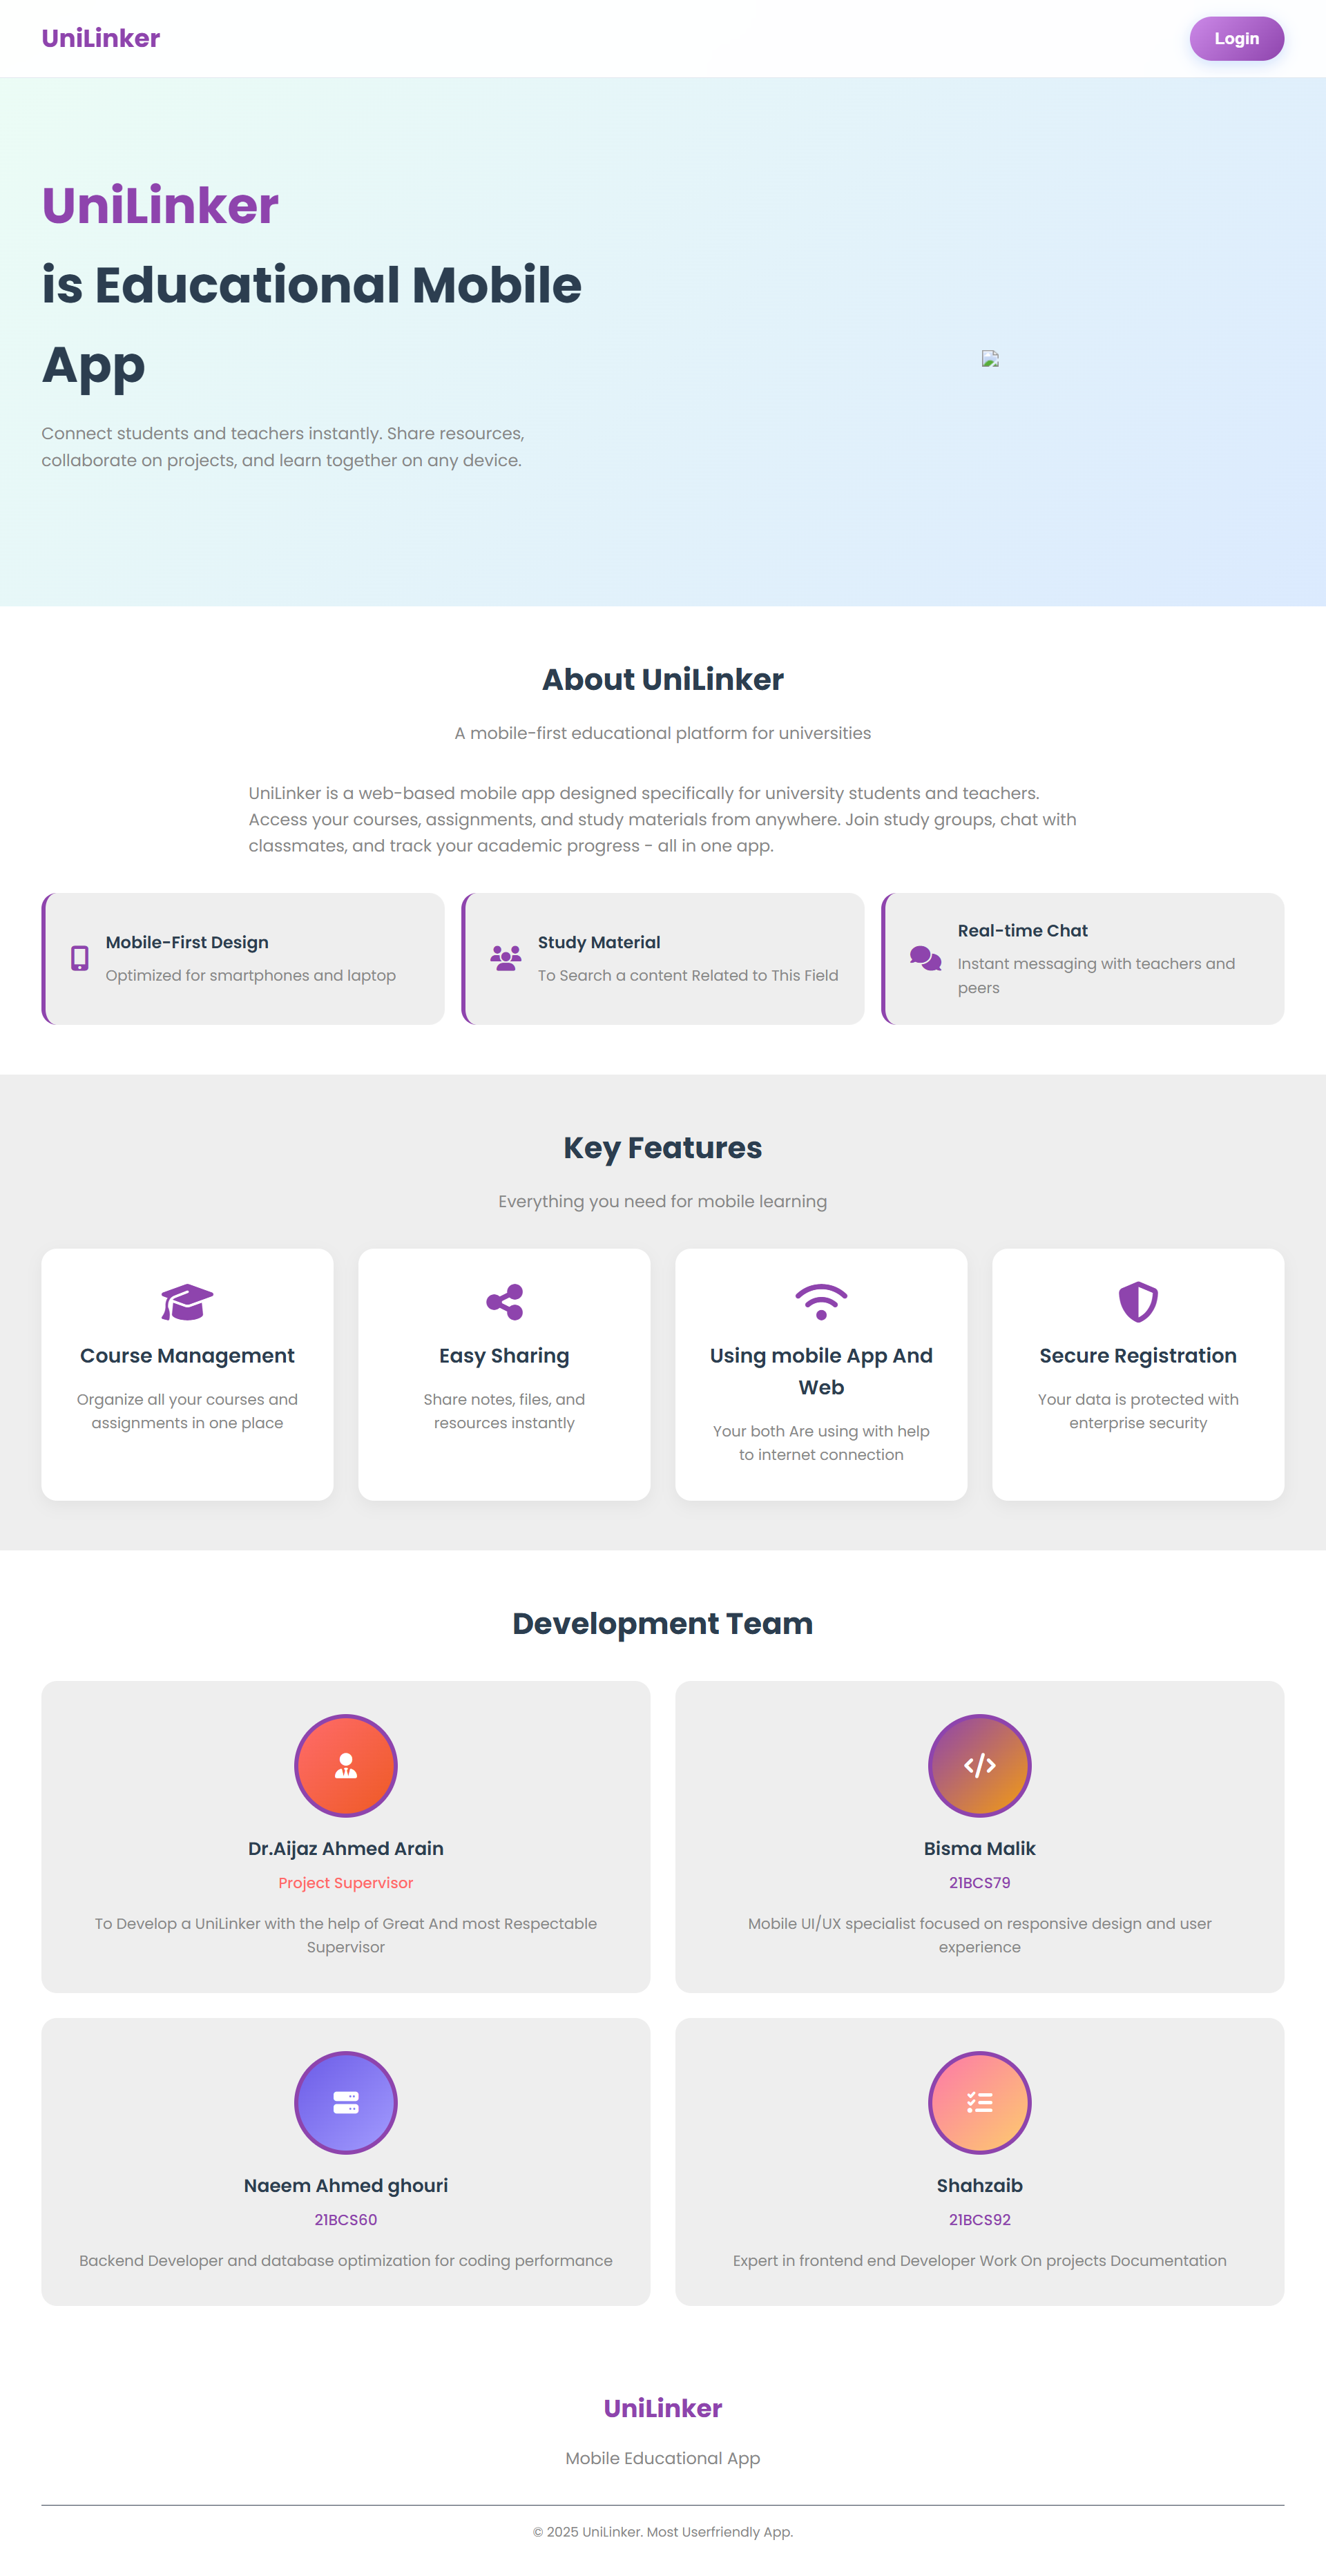 UniLinker
Login
UniLinker
is Educational Mobile
App
Connect students and teachers instantly. Share resources,
collaborate on projects, and learn together on any device.
About UniLinker
A mobile-first educational platform for universities
UniLinker is a web-based mobile app designed specifically for university students and teachers.
Access your courses, assignments, and study materials from anywhere. Join study groups, chat with
classmates, and track your academic progress - all in one app.
Mobile-First Design
Optimized for smartphones and laptop
Study Material
To Search a content Related to This Field
Real-time Chat
Instant messaging with teachers and
peers
Key Features
Everything you need for mobile learning
Course Management
Organize all your courses and
assignments in one place
Easy Sharing
Share notes, files, and
resources instantly
Using mobile App And
Web
Your both Are using with help
to internet connection
Secure Registration
Your data is protected with
enterprise security
Development Team
Dr.Aijaz Ahmed Arain
Project Supervisor
To Develop a UniLinker with the help of Great And most Respectable
Supervisor
Bisma Malik
21BCS79
Mobile UI/UX specialist focused on responsive design and user
experience
Naeem Ahmed ghouri
21BCS60
Backend Developer and database optimization for coding performance
Shahzaib
21BCS92
Expert in frontend end Developer Work On projects Documentation
UniLinker
Mobile Educational App
© 2025 UniLinker. Most Userfriendly App.